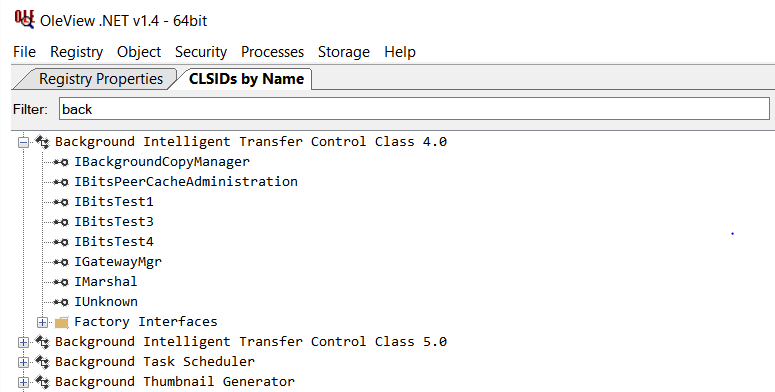 OleView .NET v1.4 - 64bit
File Registry Object Security Processes Storage Help
Registry Properties CLSIDs by Name
Filter: back
Background Intelligent Transfer Control Class 4.0
IBackgroundCopyManager
IBitsPeerCacheAdministration
IBitsTest1
IBitsTest3
IBitsTest4
IGatewayMgr
IMarshal
IUnknown
Factory Interfaces
Background Intelligent Transfer Control Class 5.0
Background Task Scheduler
Background Thumbnail Generator